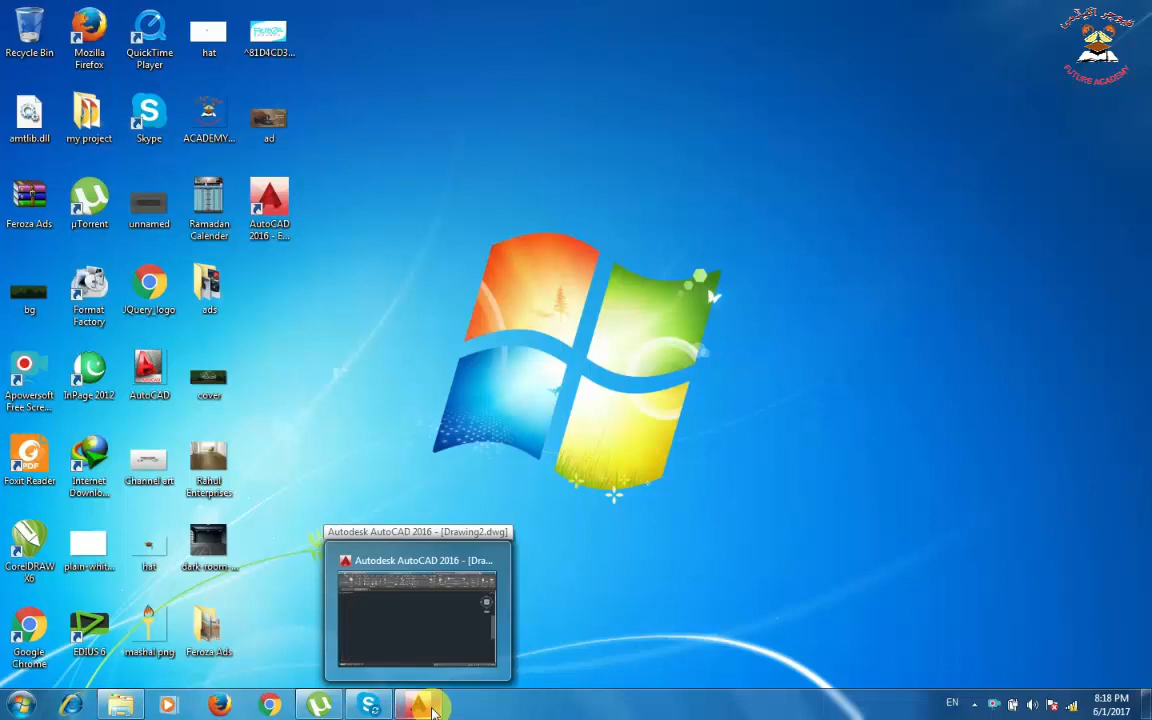 Recycle Bin
Mozilla Firefox
QuickTime Player
hat
^81D4CD3...
amtlib.dll
my project
Skype
ACADEMY...
ad
Feroza Ads
µTorrent
unnamed
Ramadan Calender
AutoCAD 2016 - E...
bg
Format Factory
JQuery_logo
ads
Apowersoft Free Scre...
InPage 2012
AutoCAD
cover
Foxit Reader
Internet Downlo...
Channel art
Rahul Enterprises
CorelDRAW X6
plain-whit...
hat
dark-room-...
Google Chrome
EDIUS 6
mashal.png
Feroza Ads
Autodesk AutoCAD 2016 - [Drawing2.dwg]
Autodesk AutoCAD 2016 - [Dra...
EN
8:18 PM
6/1/2017
فیوچر اکیڈمی
FUTURE ACADEMY